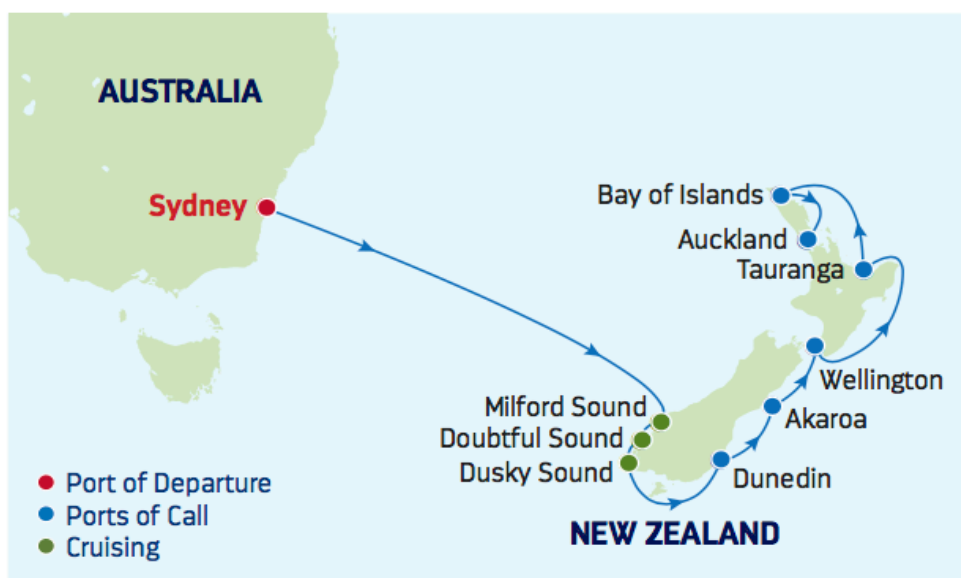 AUSTRALIA
Sydney
Bay of Islands
Auckland
Tauranga
Wellington
Akaroa
Dunedin
Milford Sound
Doubtful Sound
Dusky Sound
NEW ZEALAND
Port of Departure
Ports of Call
Cruising